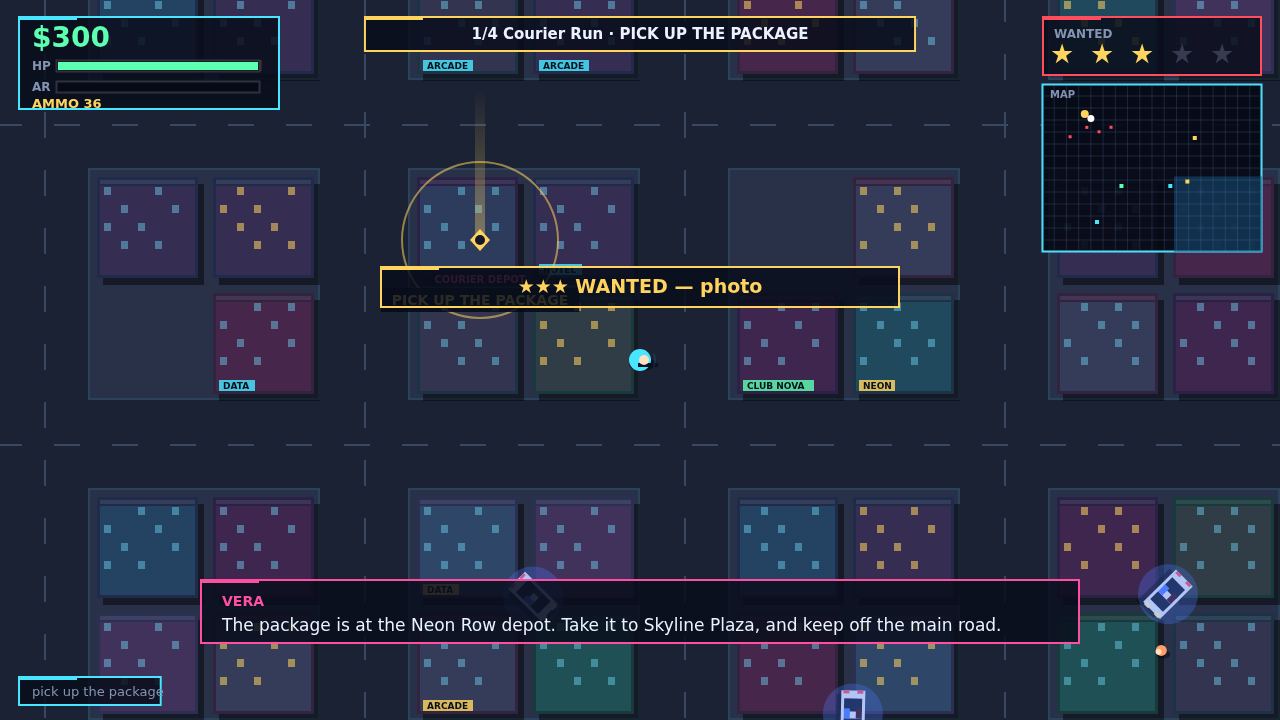 $300
HP
AR
AMMO 36
1/4 Courier Run · PICK UP THE PACKAGE
WANTED
★ ★ ★ ★ ★
MAP
ARCADE
ARCADE
COURIER DEPOT
★★★ WANTED — photo
PICK UP THE PACKAGE
DATA
CLUB NOVA
NEON
DATA
VERA
The package is at the Neon Row depot. Take it to Skyline Plaza, and keep off the main road.
pick up the package
ARCADE